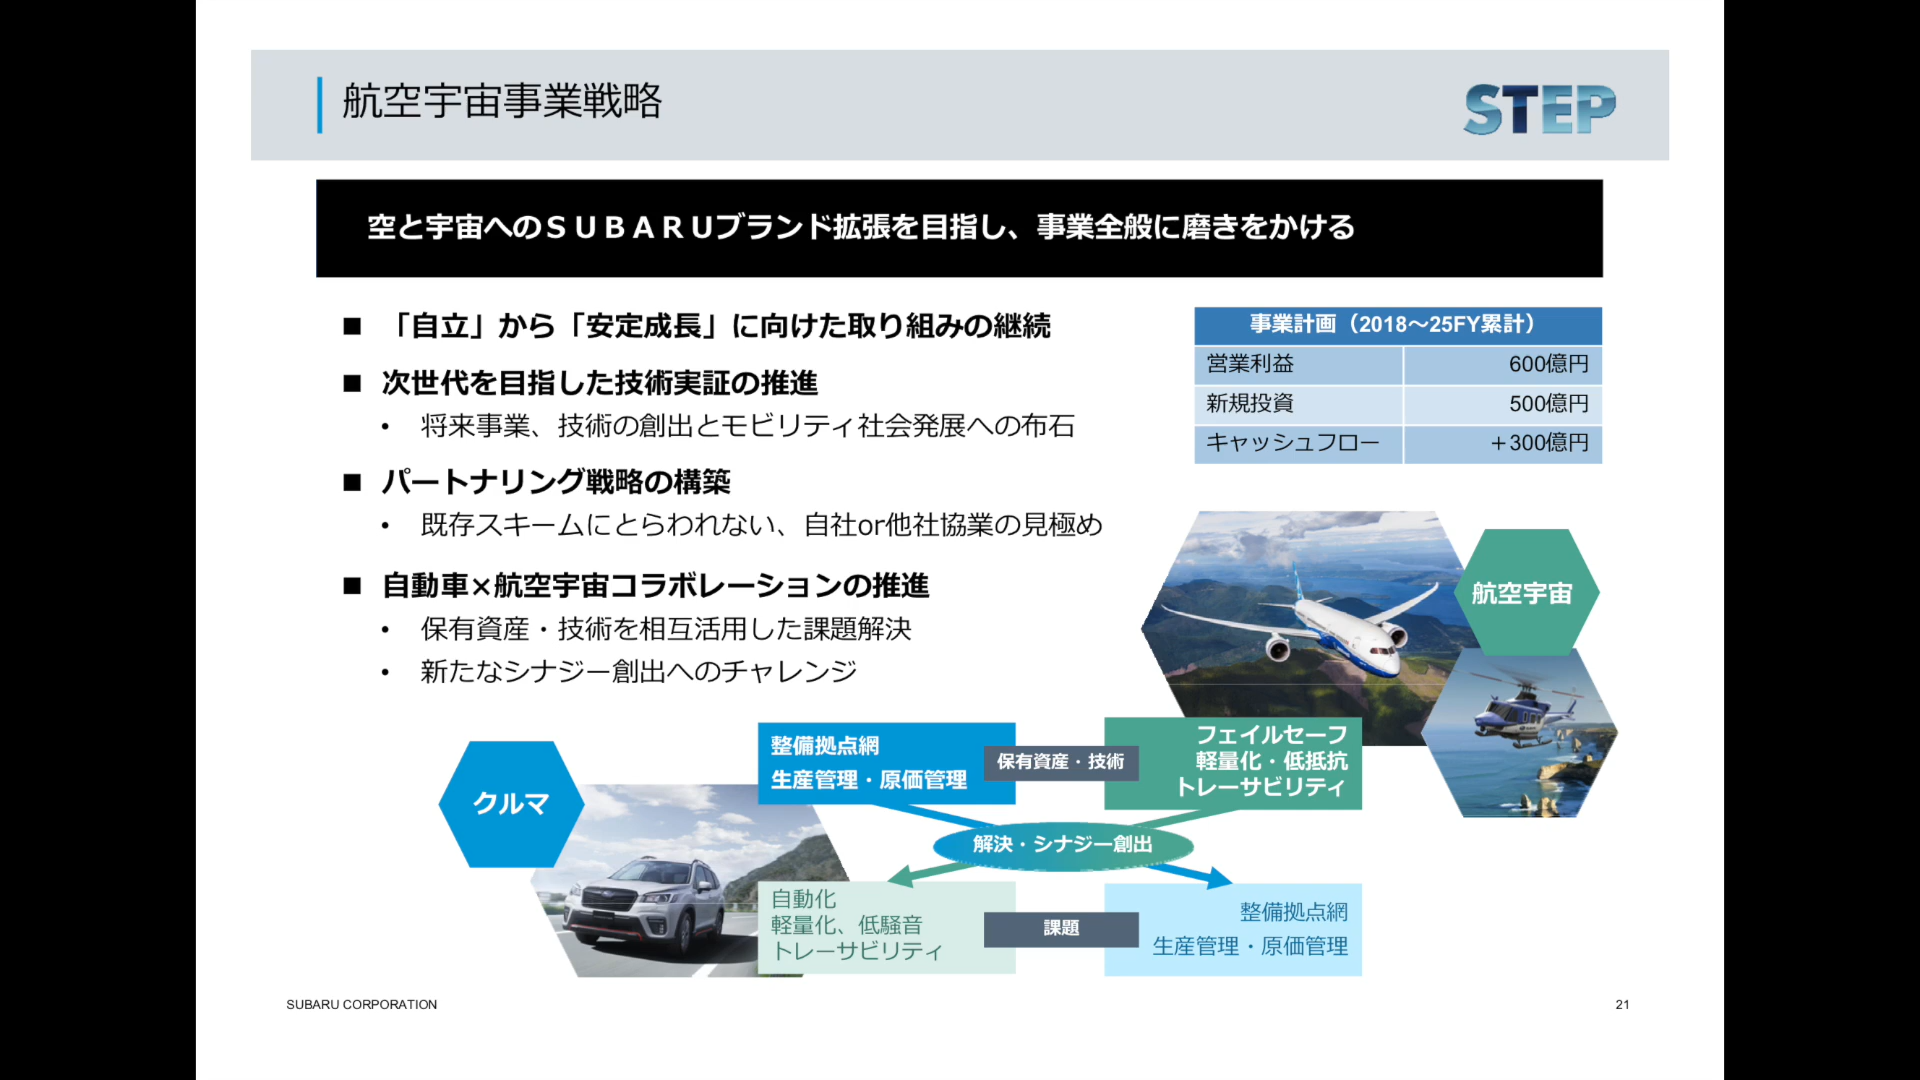 航空宇宙事業戦略
STEP
空と宇宙へのＳＵＢＡＲＵブランド拡張を目指し、事業全般に磨きをかける
■ 「自立」から「安定成長」に向けた取り組みの継続
■ 次世代を目指した技術実証の推進
• 将来事業、技術の創出とモビリティ社会発展への布石
■ パートナリング戦略の構築
• 既存スキームにとらわれない、自社or他社協業の見極め
■ 自動車×航空宇宙コラボレーションの推進
• 保有資産・技術を相互活用した課題解決
• 新たなシナジー創出へのチャレンジ
事業計画（2018～25FY累計）
営業利益 600億円
新規投資 500億円
キャッシュフロー ＋300億円
航空宇宙
クルマ
整備拠点網
生産管理・原価管理
保有資産・技術
フェイルセーフ
軽量化・低抵抗
トレーサビリティ
解決・シナジー創出
自動化
軽量化、低騒音
トレーサビリティ
課題
整備拠点網
生産管理・原価管理
SUBARU CORPORATION
21